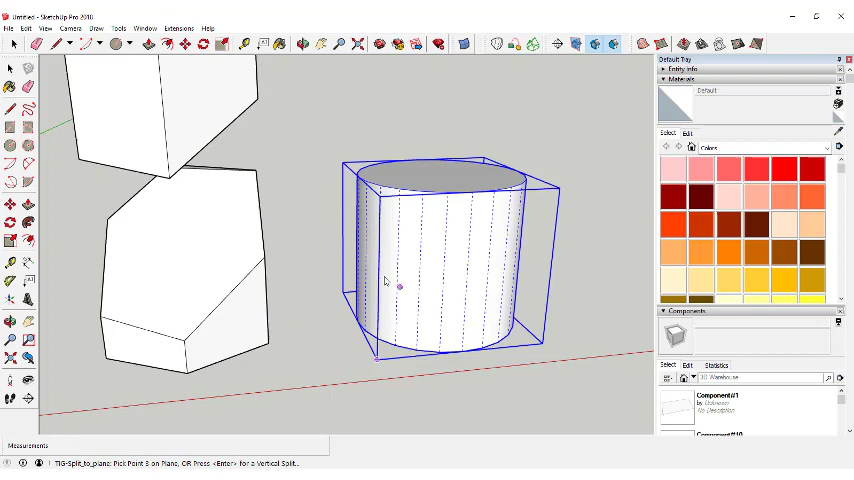 Untitled - SketchUp Pro 2018
File Edit View Camera Draw Tools Window Extensions Help
Default Tray
Entity Info
Materials
Default
Select Edit
Colors
Components
Select Edit Statistics
3D Warehouse
Component#1
by Unknown
No Description
Component#10
Measurements
TIG-Split_to_plane: Pick Point 3 on Plane, OR Press <Enter> for a Vertical Split...